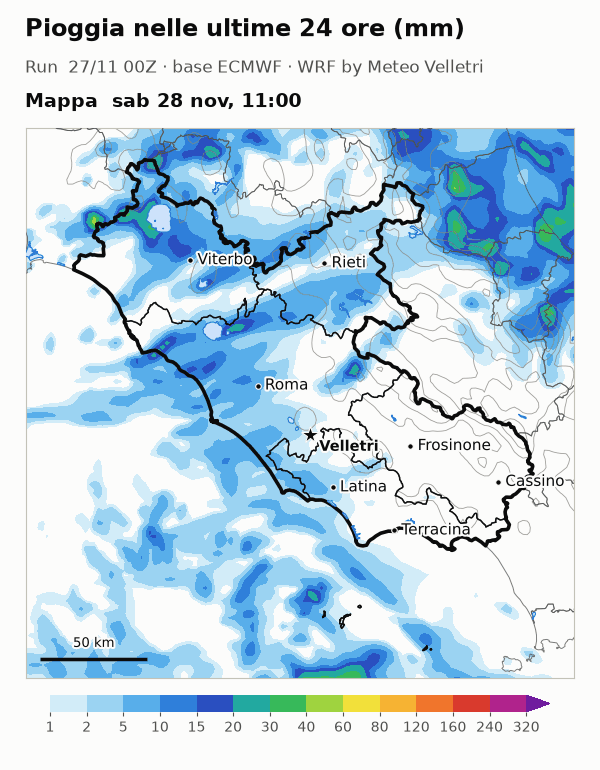 Pioggia nelle ultime 24 ore (mm)
Run  27/11 00Z · base ECMWF · WRF by Meteo Velletri
Mappa  sab 28 nov, 11:00
Viterbo
Rieti
Roma
Velletri
Frosinone
Cassino
Latina
Terracina
50 km
1 2 5 10 15 20 30 40 60 80 120 160 240 320